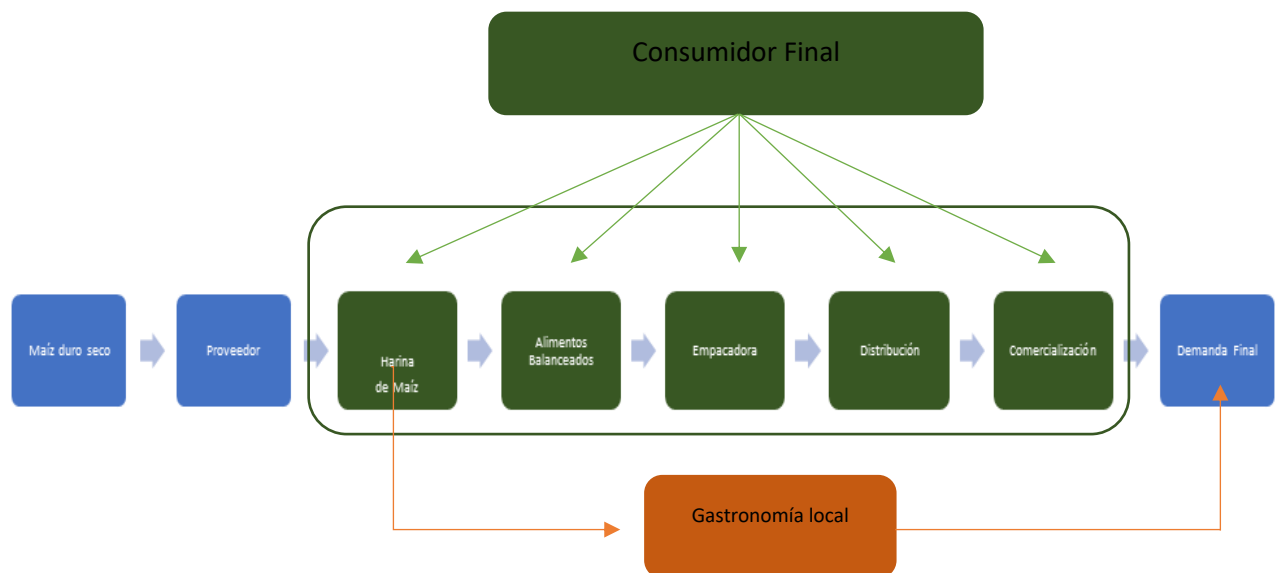 Consumidor Final
Maíz duro seco
Proveedor
Harina
de Maíz
Alimentos
Balanceados
Empacadora
Distribución
Comercialización
Demanda Final
Gastronomía local